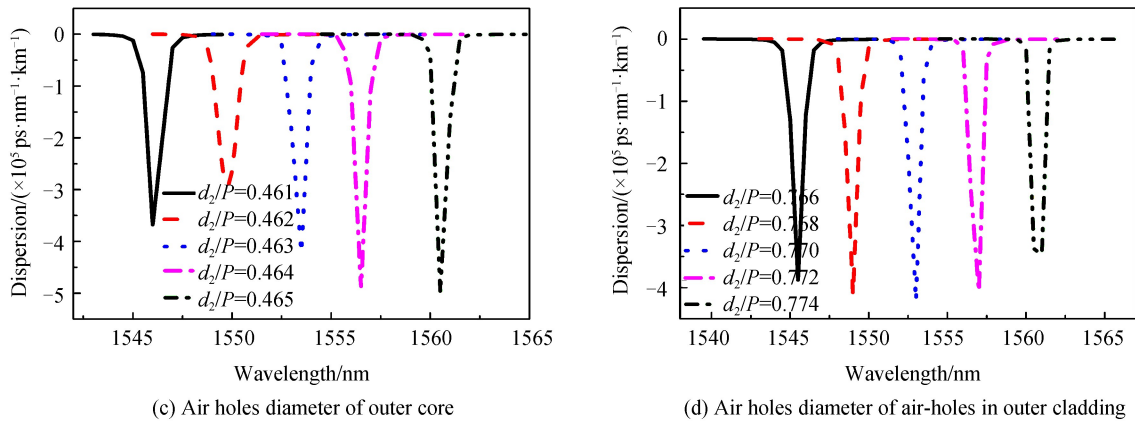 0
−1
−2
−3
−4
−5
Dispersion/(×10⁵ ps·nm⁻¹·km⁻¹)
d₂/P=0.461
d₂/P=0.462
d₂/P=0.463
d₂/P=0.464
d₂/P=0.465
1545 1550 1555 1560 1565
Wavelength/nm
(c) Air holes diameter of outer core
0
−1
−2
−3
−4
Dispersion/(×10⁵ ps·nm⁻¹·km⁻¹)
d₂/P=0.766
d₂/P=0.768
d₂/P=0.770
d₂/P=0.772
d₂/P=0.774
1540 1545 1550 1555 1560 1565
Wavelength/nm
(d) Air holes diameter of air-holes in outer cladding